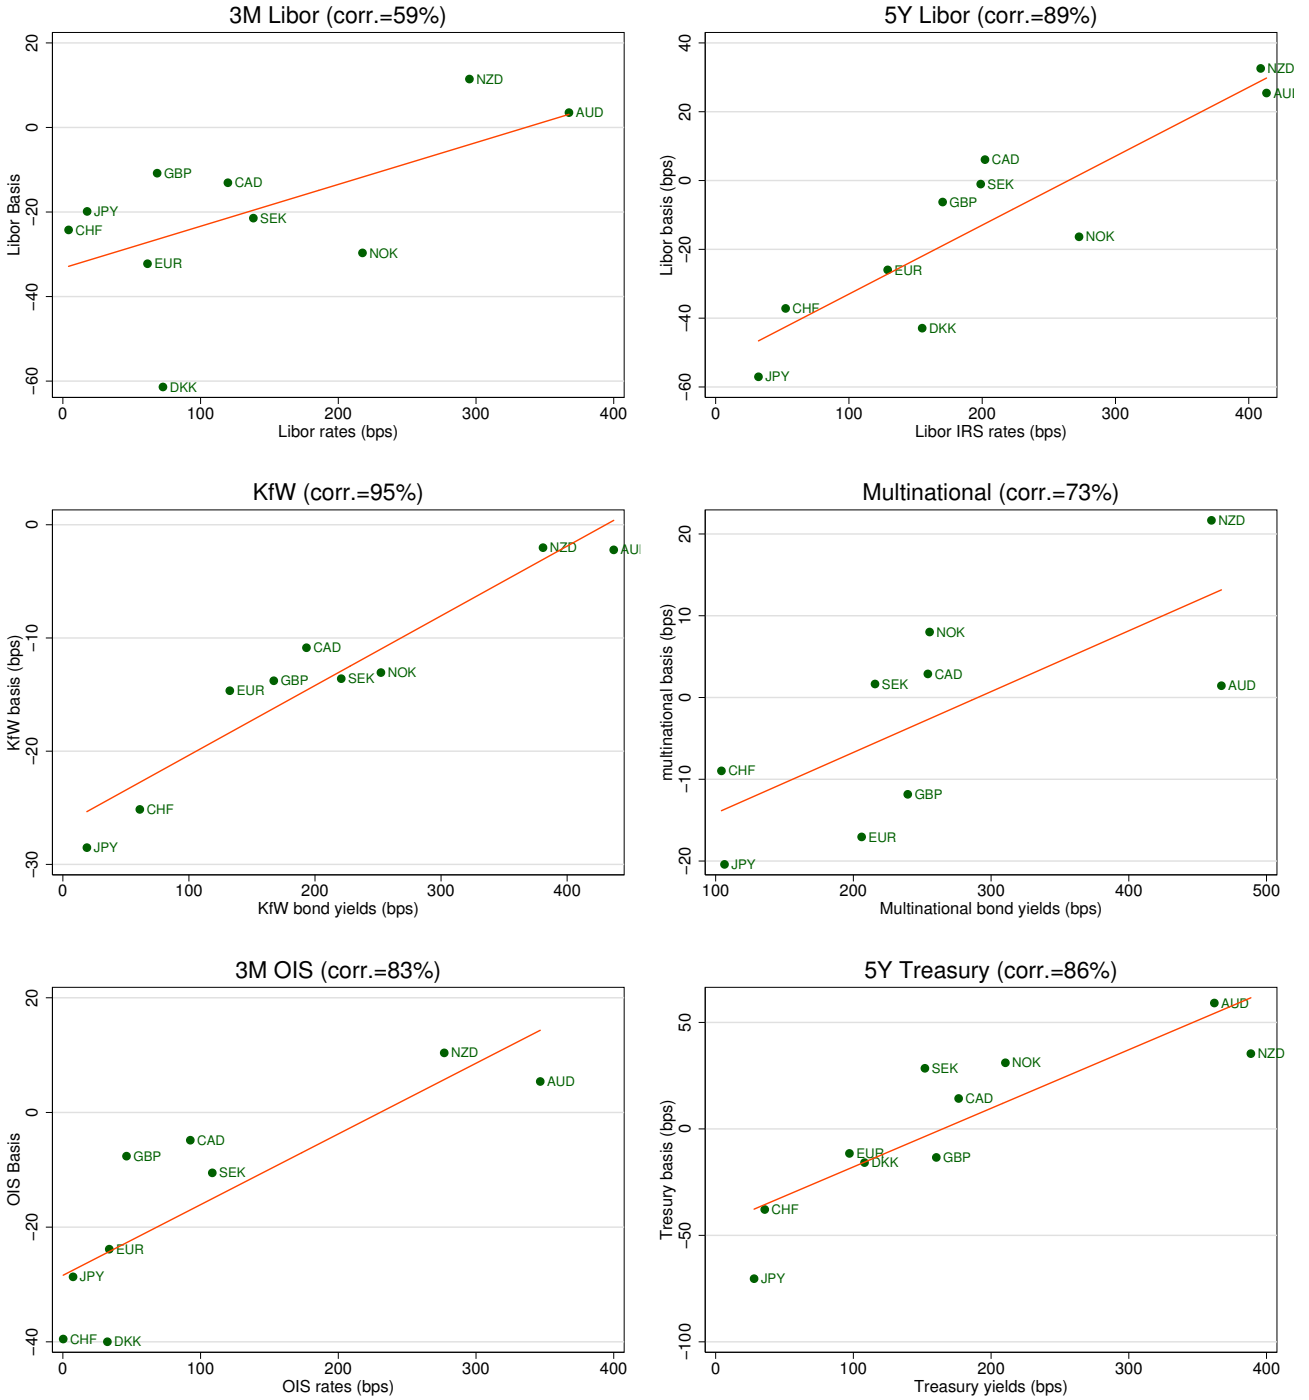 3M Libor (corr.=59%)
Libor Basis
20
0
−20
−40
−60
NZD
AUD
GBP
CAD
JPY
SEK
CHF
NOK
EUR
DKK
0 100 200 300 400
Libor rates (bps)
5Y Libor (corr.=89%)
Libor basis (bps)
40
20
0
−20
−40
−60
NZD
AU
CAD
SEK
GBP
NOK
EUR
CHF
DKK
JPY
0 100 200 300 400
Libor IRS rates (bps)
KfW (corr.=95%)
KfW basis (bps)
0
−10
−20
−30
NZD
AU
CAD
NOK
SEK
GBP
EUR
CHF
JPY
0 100 200 300 400
KfW bond yields (bps)
Multinational (corr.=73%)
multinational basis (bps)
20
10
0
−10
−20
NZD
NOK
CAD
SEK
AUD
CHF
GBP
EUR
JPY
100 200 300 400 500
Multinational bond yields (bps)
3M OIS (corr.=83%)
OIS Basis
20
0
−20
−40
NZD
AUD
CAD
GBP
SEK
EUR
JPY
CHF
DKK
0 100 200 300 400
OIS rates (bps)
5Y Treasury (corr.=86%)
Tresury basis (bps)
50
0
−50
−100
AUD
NZD
NOK
SEK
CAD
EUR
GBP
DKK
CHF
JPY
0 100 200 300 400
Treasury yields (bps)